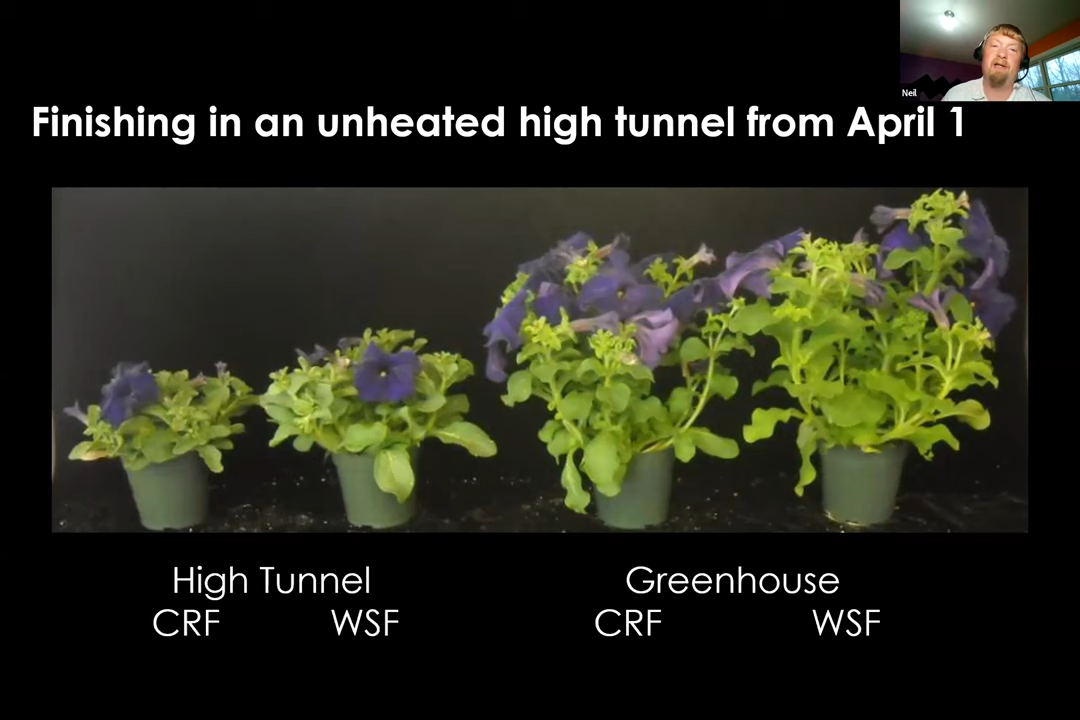 Neil
Finishing in an unheated high tunnel from April 1
High Tunnel
Greenhouse
CRF
WSF
CRF
WSF